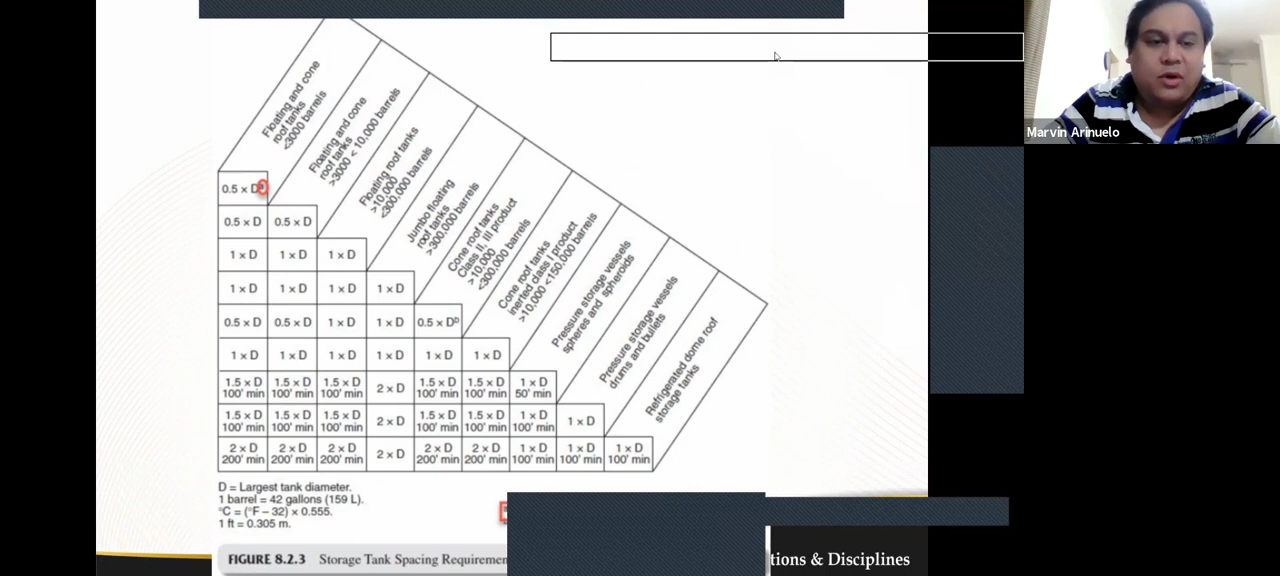 Floating and cone
roof tanks
<3000 barrels
Floating and cone
roof tanks
>3000 < 10,000 barrels
Floating roof tanks
>10,000
<300,000 barrels
Jumbo floating
roof tanks
>300,000 barrels
Cone roof tanks
Class II, III product
>10,000
<300,000 barrels
Cone roof tanks
inerted class I product
>10,000 <150,000 barrels
Pressure storage vessels
spheres and spheroids
Pressure storage vessels
drums and bullets
Refrigerated dome roof
storage tanks
0.5 × Dª
0.5 × D 0.5 × D
1 × D 1 × D 1 × D
1 × D 1 × D 1 × D 1 × D
0.5 × D 0.5 × D 1 × D 1 × D 0.5 × Dᵇ
1 × D 1 × D 1 × D 1 × D 1 × D 1 × D
1.5 × D 1.5 × D 1.5 × D 2 × D 1.5 × D 1.5 × D 1 × D
100' min 100' min 100' min 100' min 100' min 50' min
1.5 × D 1.5 × D 1.5 × D 2 × D 1.5 × D 1.5 × D 1 × D 1 × D
100' min 100' min 100' min 100' min 100' min 100' min
2 × D 2 × D 2 × D 2 × D 2 × D 2 × D 1 × D 1 × D 1 × D
200' min 200' min 200' min 200' min 200' min 100' min 100' min 100' min
D = Largest tank diameter.
1 barrel = 42 gallons (159 L).
°C = (°F – 32) × 0.555.
1 ft = 0.305 m.
FIGURE 8.2.3 Storage Tank Spacing
tions & Disciplines
Marvin Arinuelo